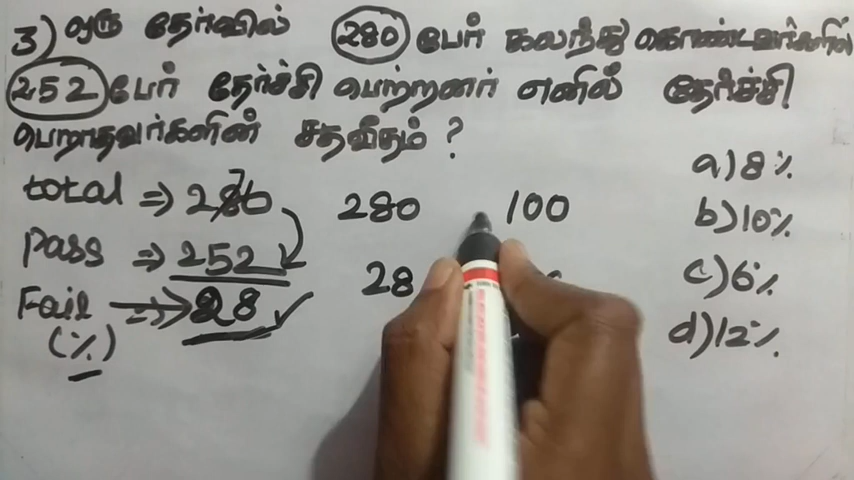 3) ஒரு தேர்வில் 280 பேர் கலந்து கொண்டவர்களில்
252 பேர் தேர்ச்சி பெற்றனர் எனில் தேர்ச்சி
பெறாதவர்களின் சதவீதம் ?
total => 280
Pass => 252
Fail => 28
(%)
280 100
28
a) 8%
b) 10%
c) 6%
d) 12%